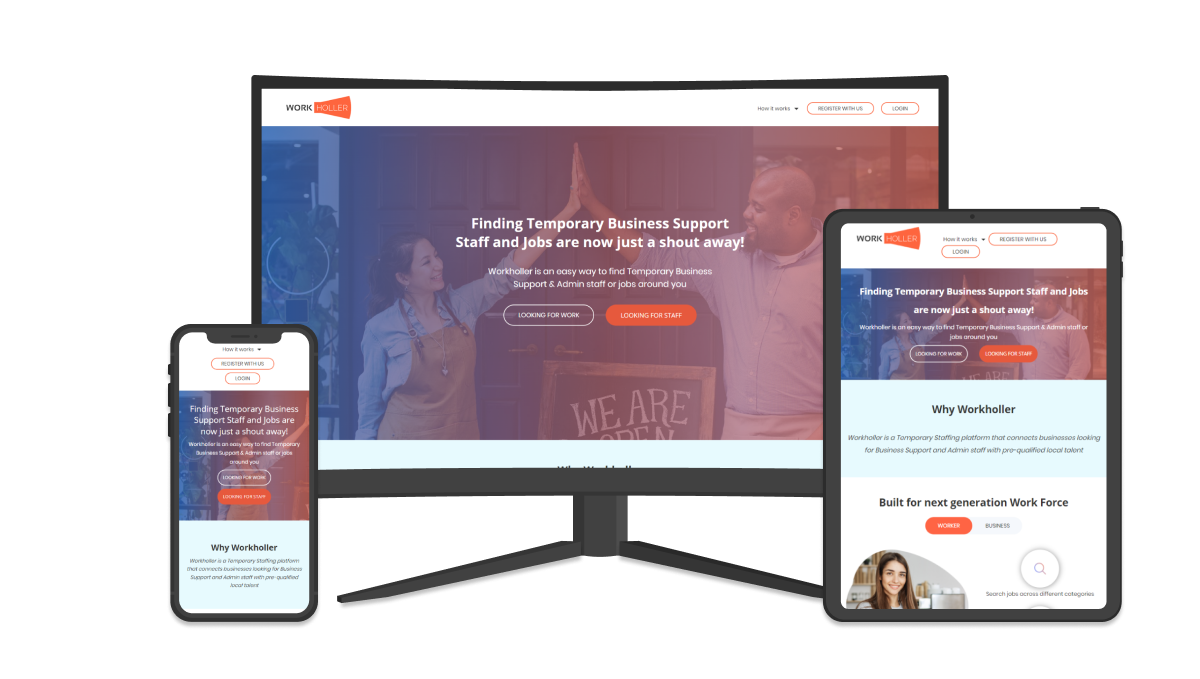 WORK HOLLER
How it works
REGISTER WITH US
LOGIN
Finding Temporary Business Support
Staff and Jobs are now just a shout away!
Workholler is an easy way to find Temporary Business
Support & Admin staff or jobs around you
LOOKING FOR WORK
LOOKING FOR STAFF
WE ARE
OPEN
Why Workholler
How it works
REGISTER WITH US
LOGIN
Finding Temporary Business
Support Staff and Jobs are
now just a shout away!
Workholler is an easy way to find Temporary
Business Support & Admin staff or jobs
around you
LOOKING FOR WORK
LOOKING FOR STAFF
Why Workholler
Workholler is a Temporary Staffing platform
that connects businesses looking for Business
Support and Admin staff with pre-qualified
local talent
WORK HOLLER
How it works
REGISTER WITH US
LOGIN
Finding Temporary Business Support Staff and Jobs
are now just a shout away!
Workholler is an easy way to find Temporary Business Support & Admin staff or
jobs around you
LOOKING FOR WORK
LOOKING FOR STAFF
WE ARE
Why Workholler
Workholler is a Temporary Staffing platform that connects businesses looking
for Business Support and Admin staff with pre-qualified local talent
Built for next generation Work Force
WORKER
BUSINESS
Search jobs across different categories